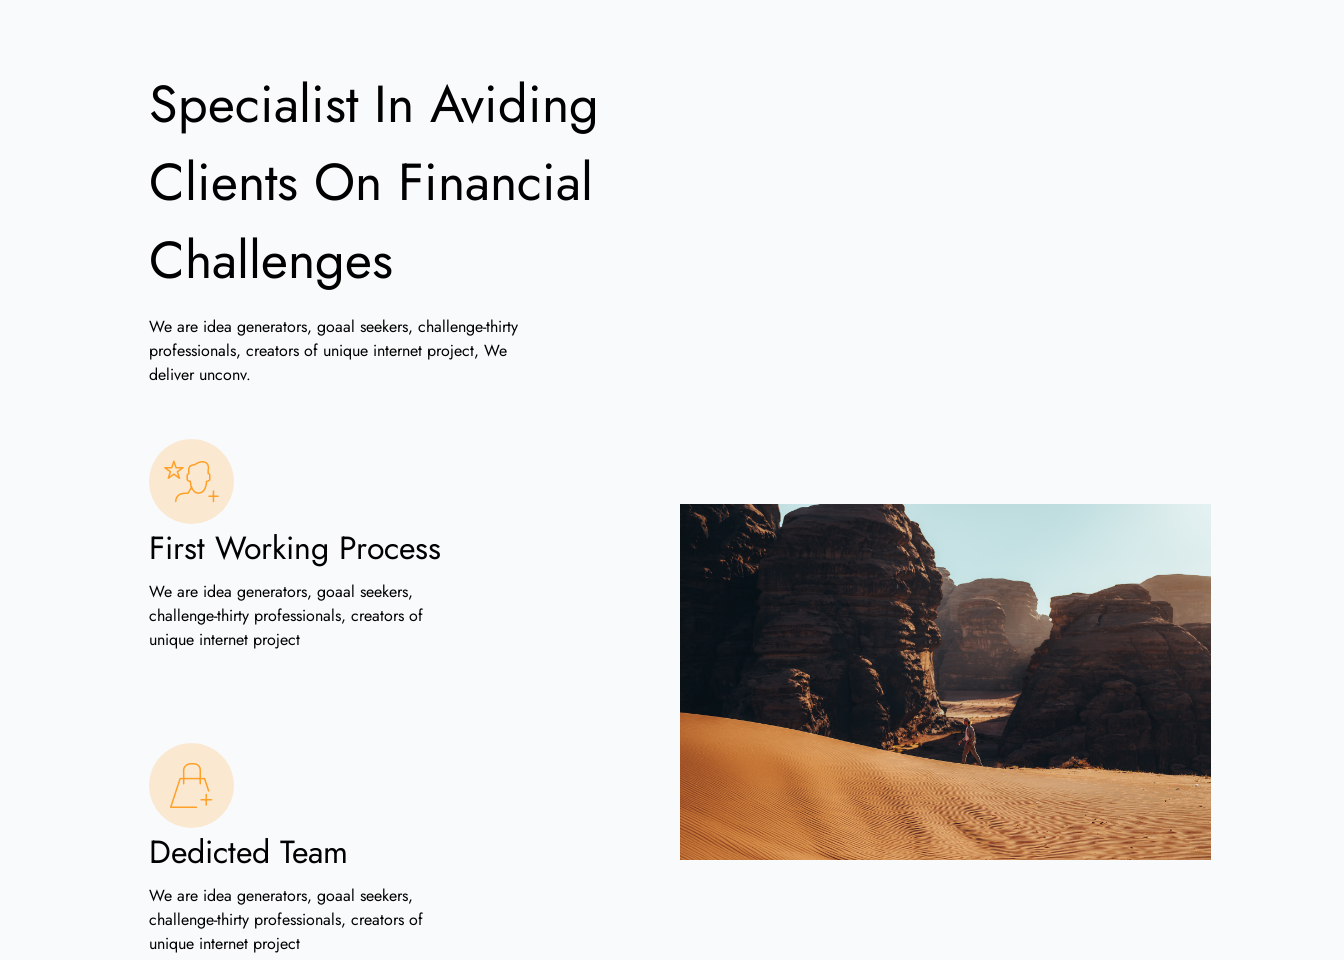 Specialist In Aviding
Clients On Financial
Challenges
We are idea generators, goaal seekers, challenge-thirty
professionals, creators of unique internet project, We
deliver unconv.
First Working Process
We are idea generators, goaal seekers,
challenge-thirty professionals, creators of
unique internet project
Dedicted Team
We are idea generators, goaal seekers,
challenge-thirty professionals, creators of
unique internet project